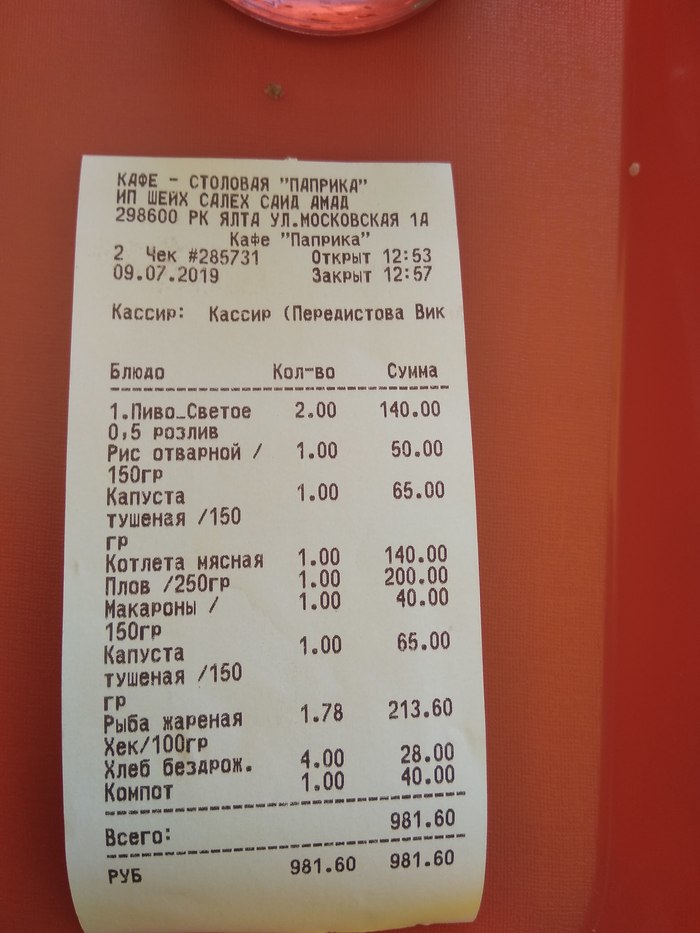 КАФЕ - СТОЛОВАЯ "ПАПРИКА"
ИП ШЕЙХ САЛЕХ САИД АМАД
298600 РК ЯЛТА УЛ.МОСКОВСКАЯ 1А
Кафе "Паприка"
2 Чек #285731 Открыт 12:53
09.07.2019 Закрыт 12:57
Кассир: Кассир (Передистова Вик
Блюдо Кол-во Сумма
1.Пиво_Светое 2.00 140.00
0,5 розлив
Рис отварной / 1.00 50.00
150гр
Капуста 1.00 65.00
тушеная /150
гр
Котлета мясная 1.00 140.00
Плов /250гр 1.00 200.00
Макароны / 1.00 40.00
150гр
Капуста 1.00 65.00
тушеная /150
гр
Рыба жареная 1.78 213.60
Хек/100гр
Хлеб бездрож. 4.00 28.00
Компот 1.00 40.00
Всего: 981.60
РУБ 981.60 981.60